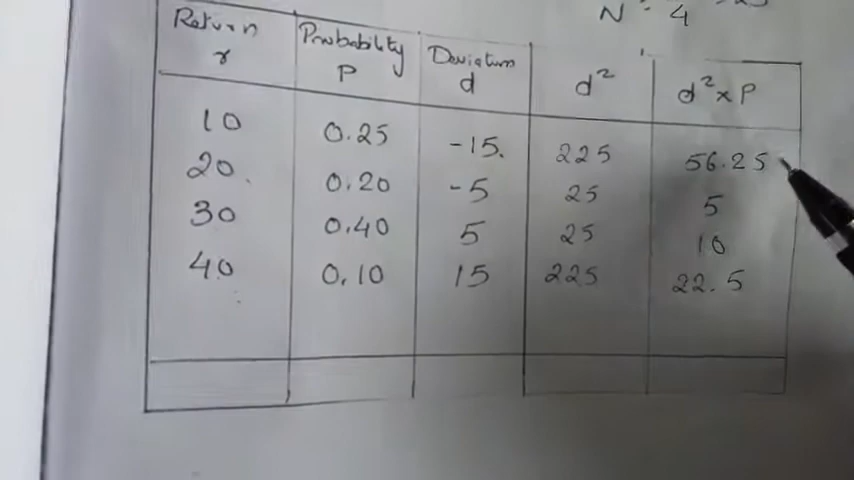 N = 4
Return r | Probability P | Deviation d | d² | d² x P
10 | 0.25 | -15. | 225 | 56.25
20 | 0.20 | -5 | 25 | 5
30 | 0.40 | 5 | 25 | 10
40 | 0.10 | 15 | 225 | 22.5